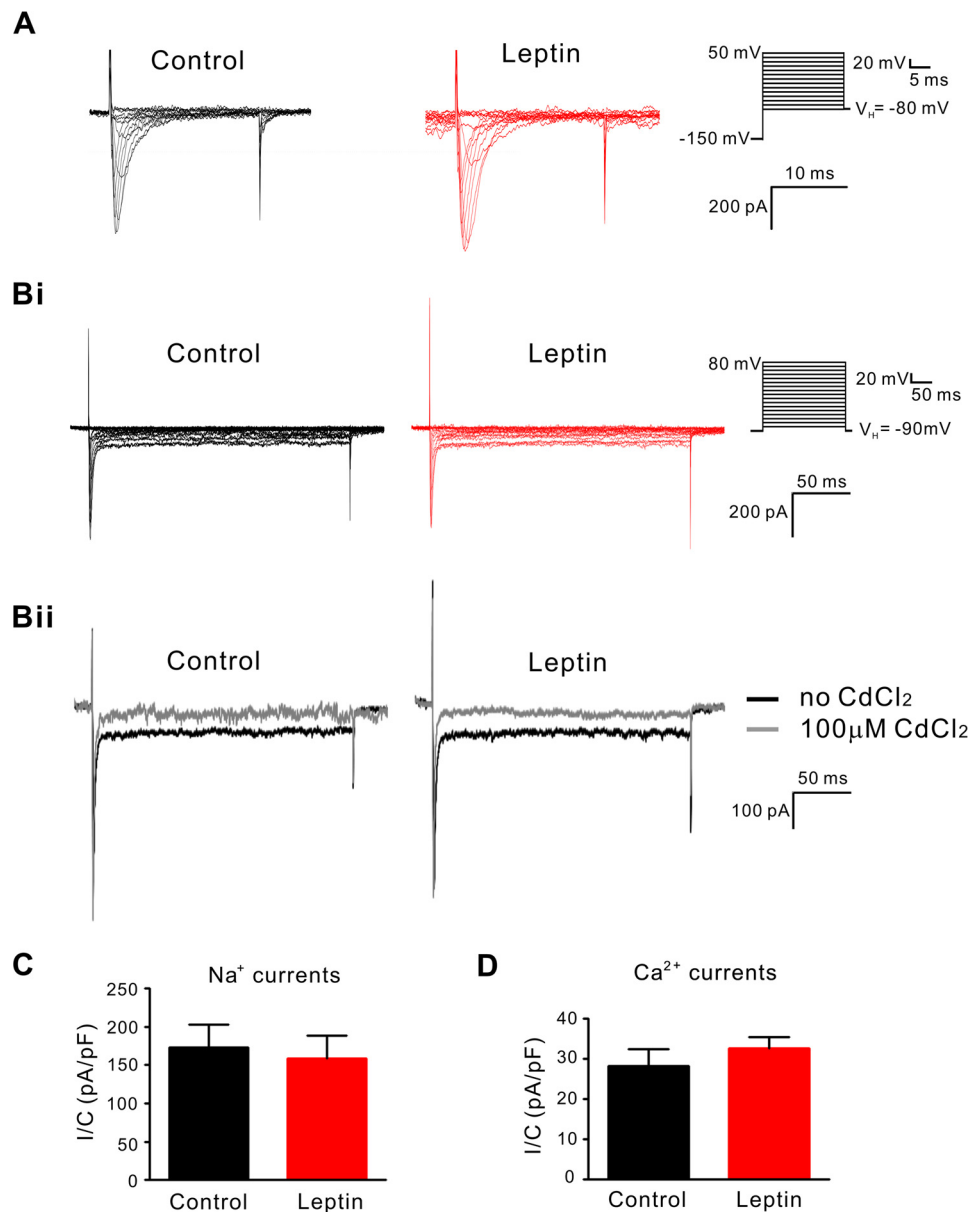 A
Control
Leptin
50 mV
20 mV
5 ms
V_H= -80 mV
-150 mV
10 ms
200 pA
Bi
Control
Leptin
80 mV
20 mV
50 ms
V_H= -90mV
50 ms
200 pA
Bii
Control
Leptin
no CdCl₂
100μM CdCl₂
50 ms
100 pA
C
Na⁺ currents
I/C (pA/pF)
250
200
150
100
50
0
Control
Leptin
D
Ca²⁺ currents
I/C (pA/pF)
40
30
20
10
0
Control
Leptin